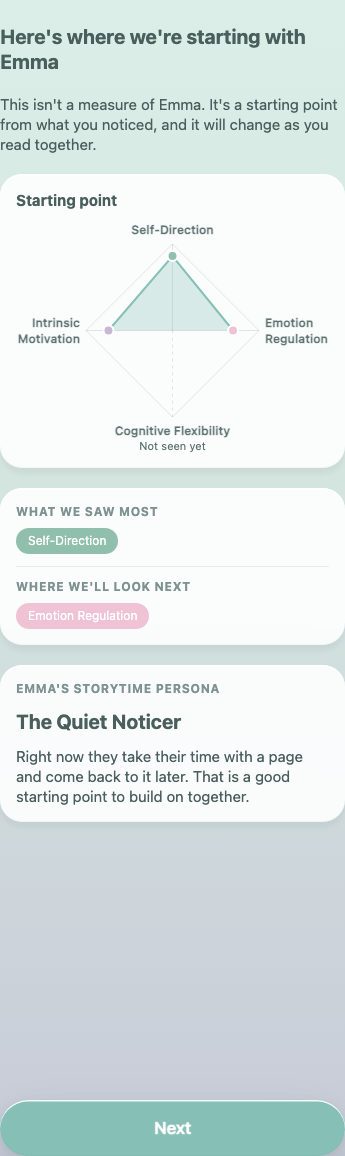 Here's where we're starting with
Emma
This isn't a measure of Emma. It's a starting point
from what you noticed, and it will change as you
read together.
Starting point
Self-Direction
Intrinsic
Motivation
Emotion
Regulation
Cognitive Flexibility
Not seen yet
WHAT WE SAW MOST
Self-Direction
WHERE WE'LL LOOK NEXT
Emotion Regulation
EMMA'S STORYTIME PERSONA
The Quiet Noticer
Right now they take their time with a page
and come back to it later. That is a good
starting point to build on together.
Next